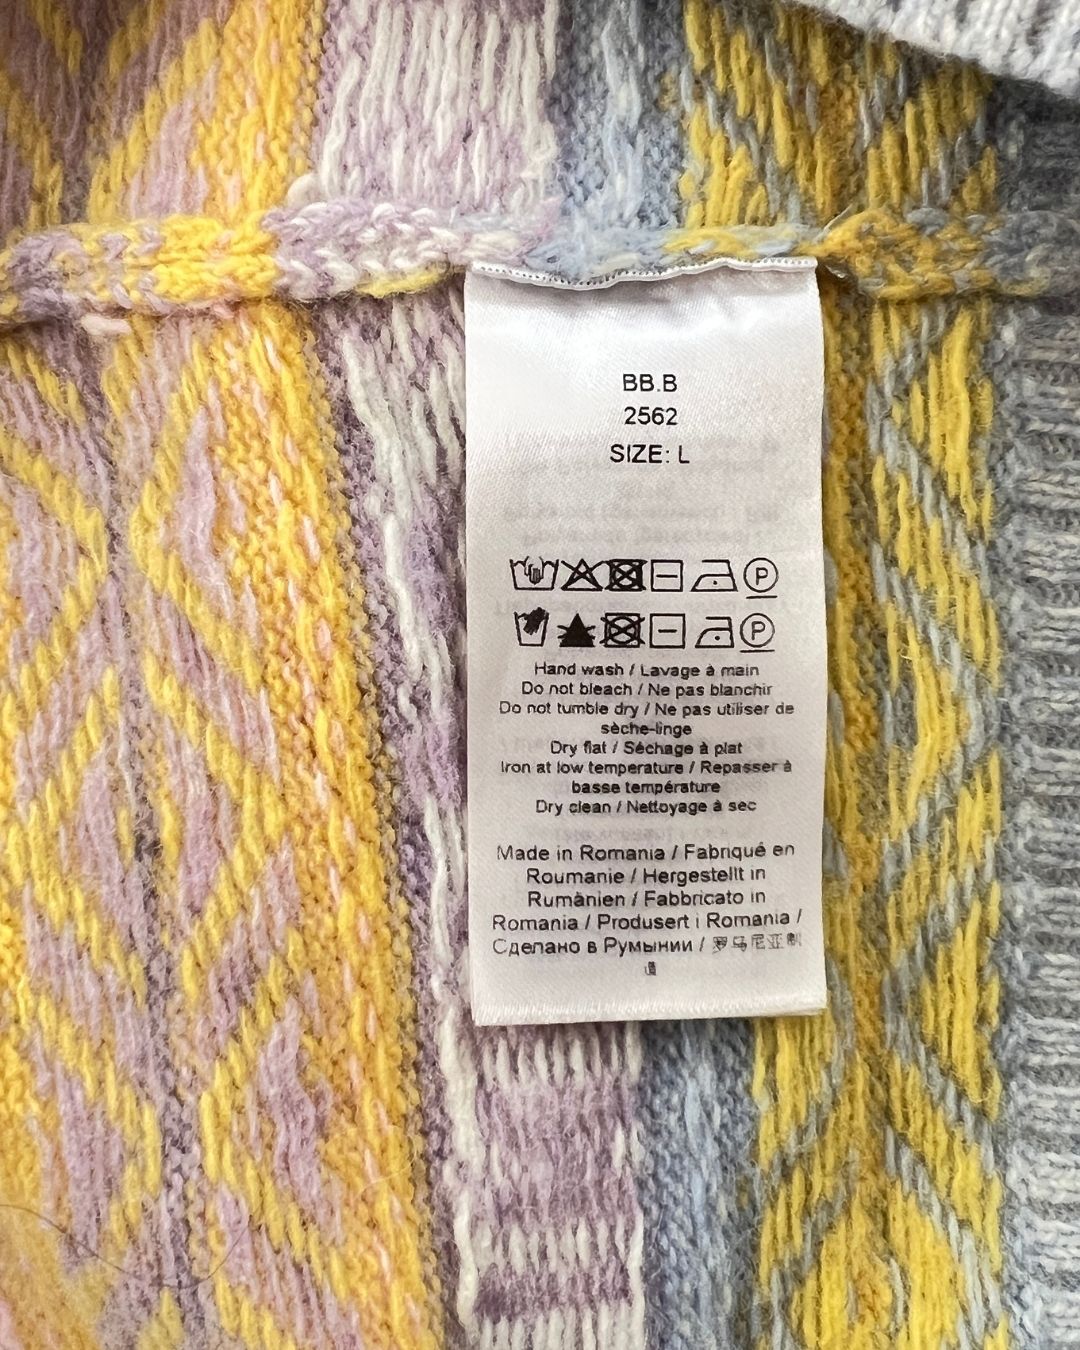 BB.B
2562
SIZE: L
P
P
Hand wash / Lavage à main
Do not bleach / Ne pas blanchir
Do not tumble dry / Ne pas utiliser de
sèche-linge
Dry flat / Séchage à plat
Iron at low temperature / Repasser à
basse température
Dry clean / Nettoyage à sec
Made in Romania / Fabriqué en
Roumanie / Hergestellt in
Rumänien / Fabbricato in
Romania / Produsert i Romania /
Сделано в Румынии / 罗马尼亚制